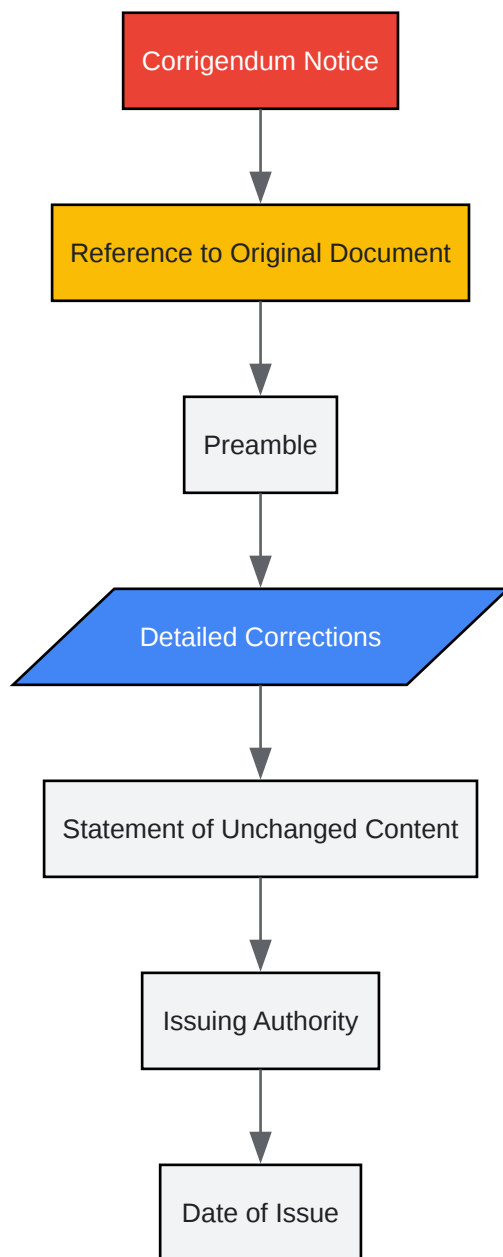 Corrigendum Notice
Reference to Original Document
Preamble
Detailed Corrections
Statement of Unchanged Content
Issuing Authority
Date of Issue